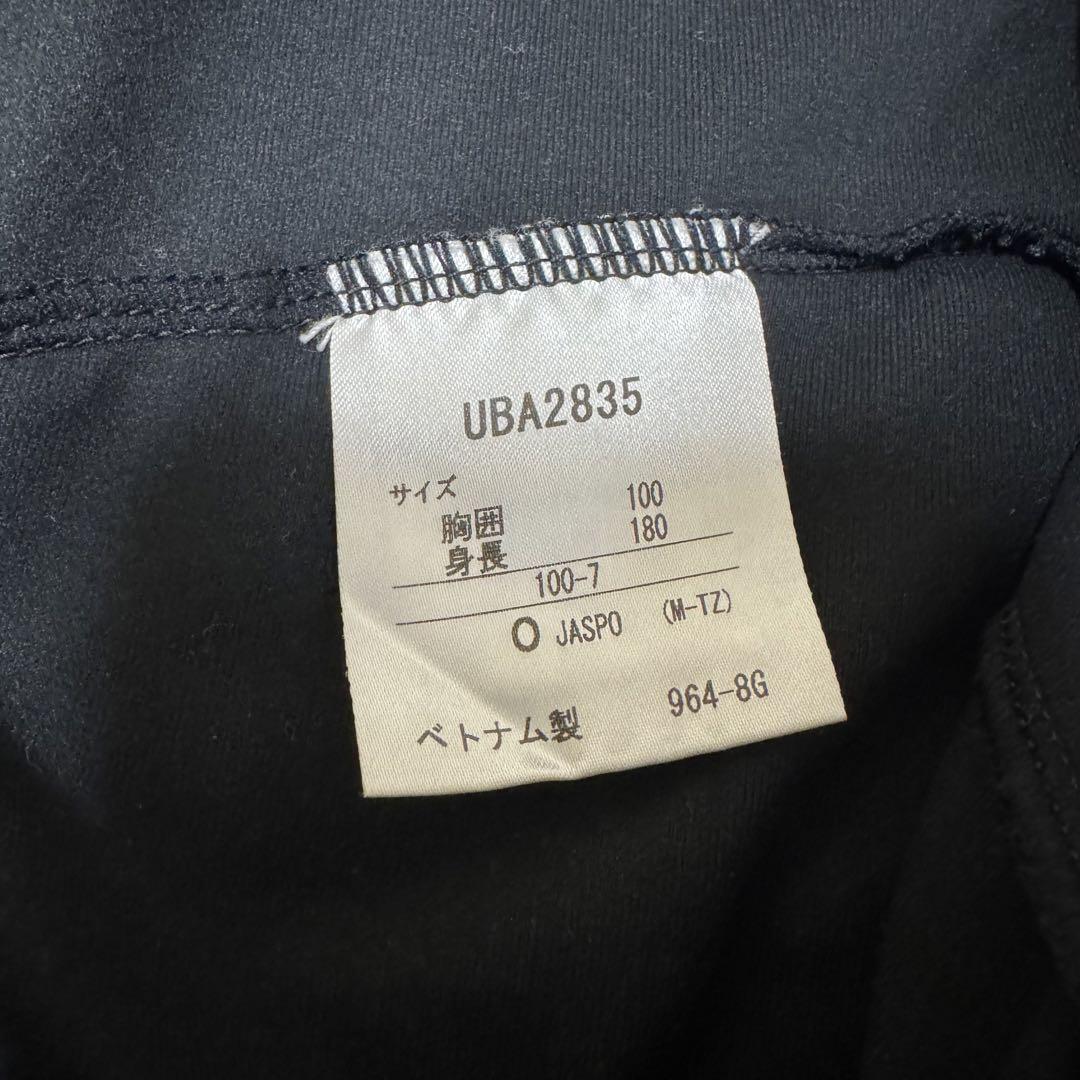 UBA2835
サイズ
胸囲 100
身長 180
100-7
O JASPO (M-TZ)
964-8G
ベトナム製